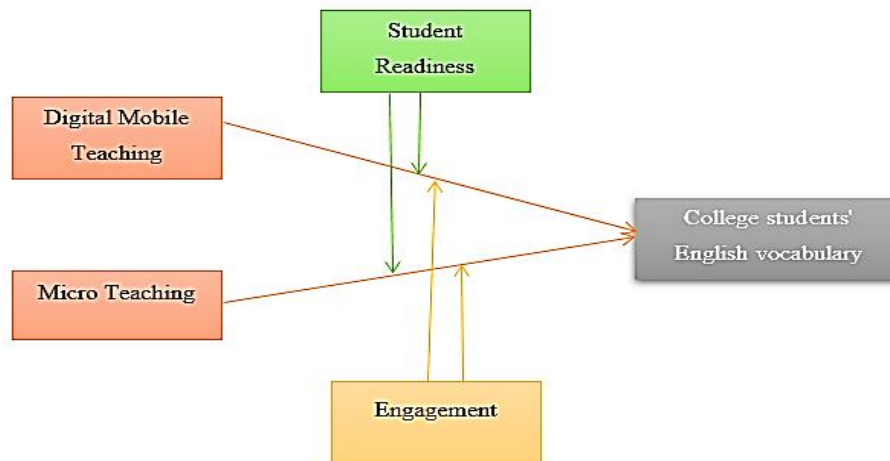 Student
Readiness
Digital Mobile
Teaching
College students'
English vocabulary
Micro Teaching
Engagement